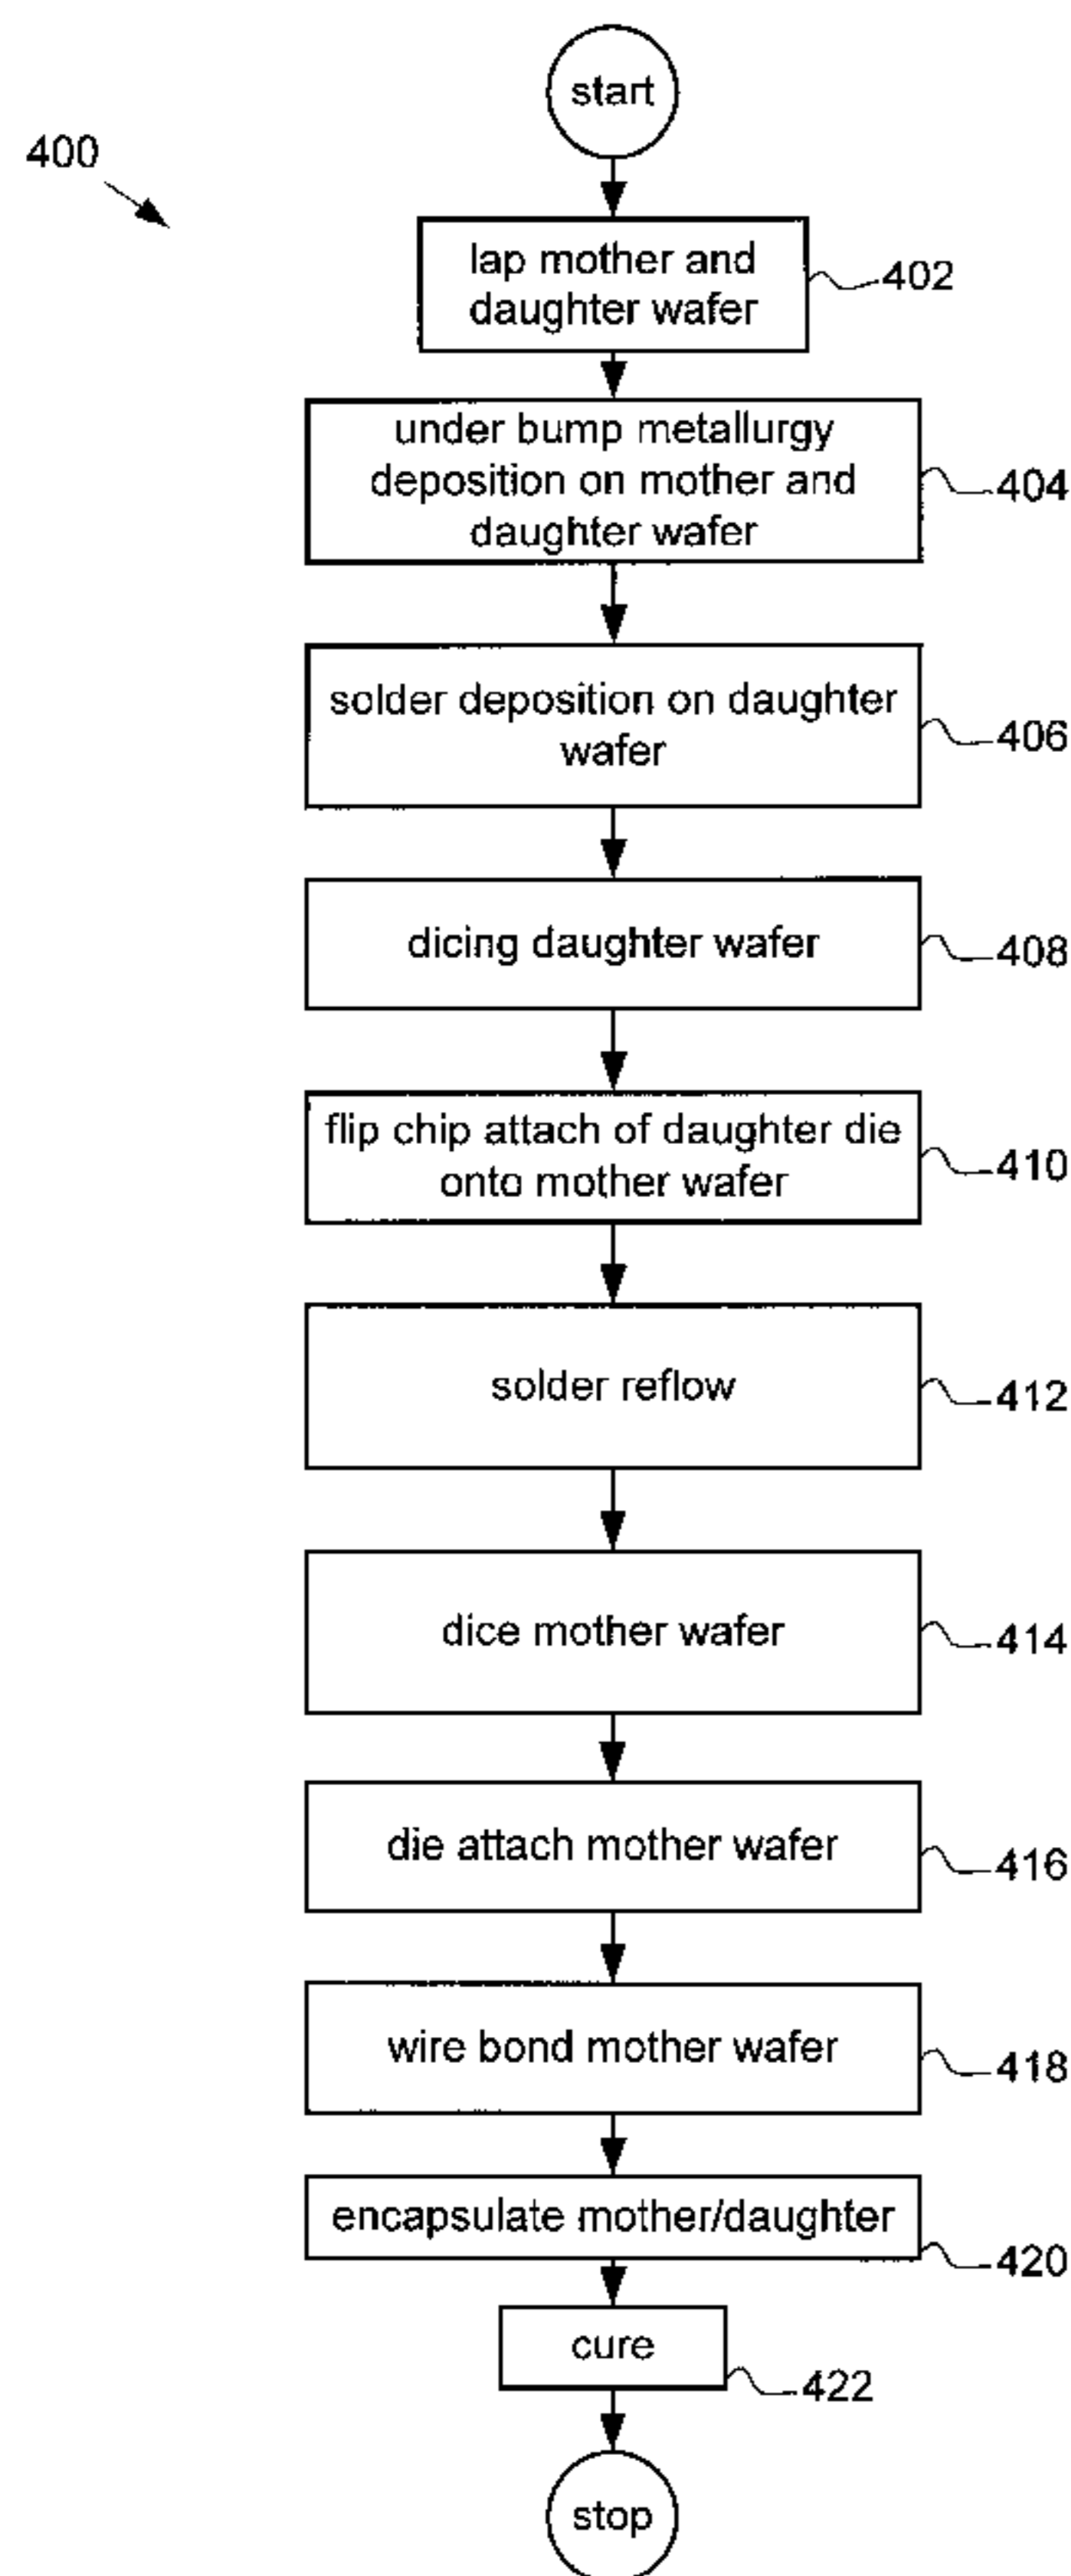 start
400
lap mother and
daughter wafer
402
under bump metallurgy
deposition on mother and
daughter wafer
404
solder deposition on daughter
wafer
406
dicing daughter wafer
408
flip chip attach of daughter die
onto mother wafer
410
solder reflow
412
dice mother wafer
414
die attach mother wafer
416
wire bond mother wafer
418
encapsulate mother/daughter
420
cure
422
stop